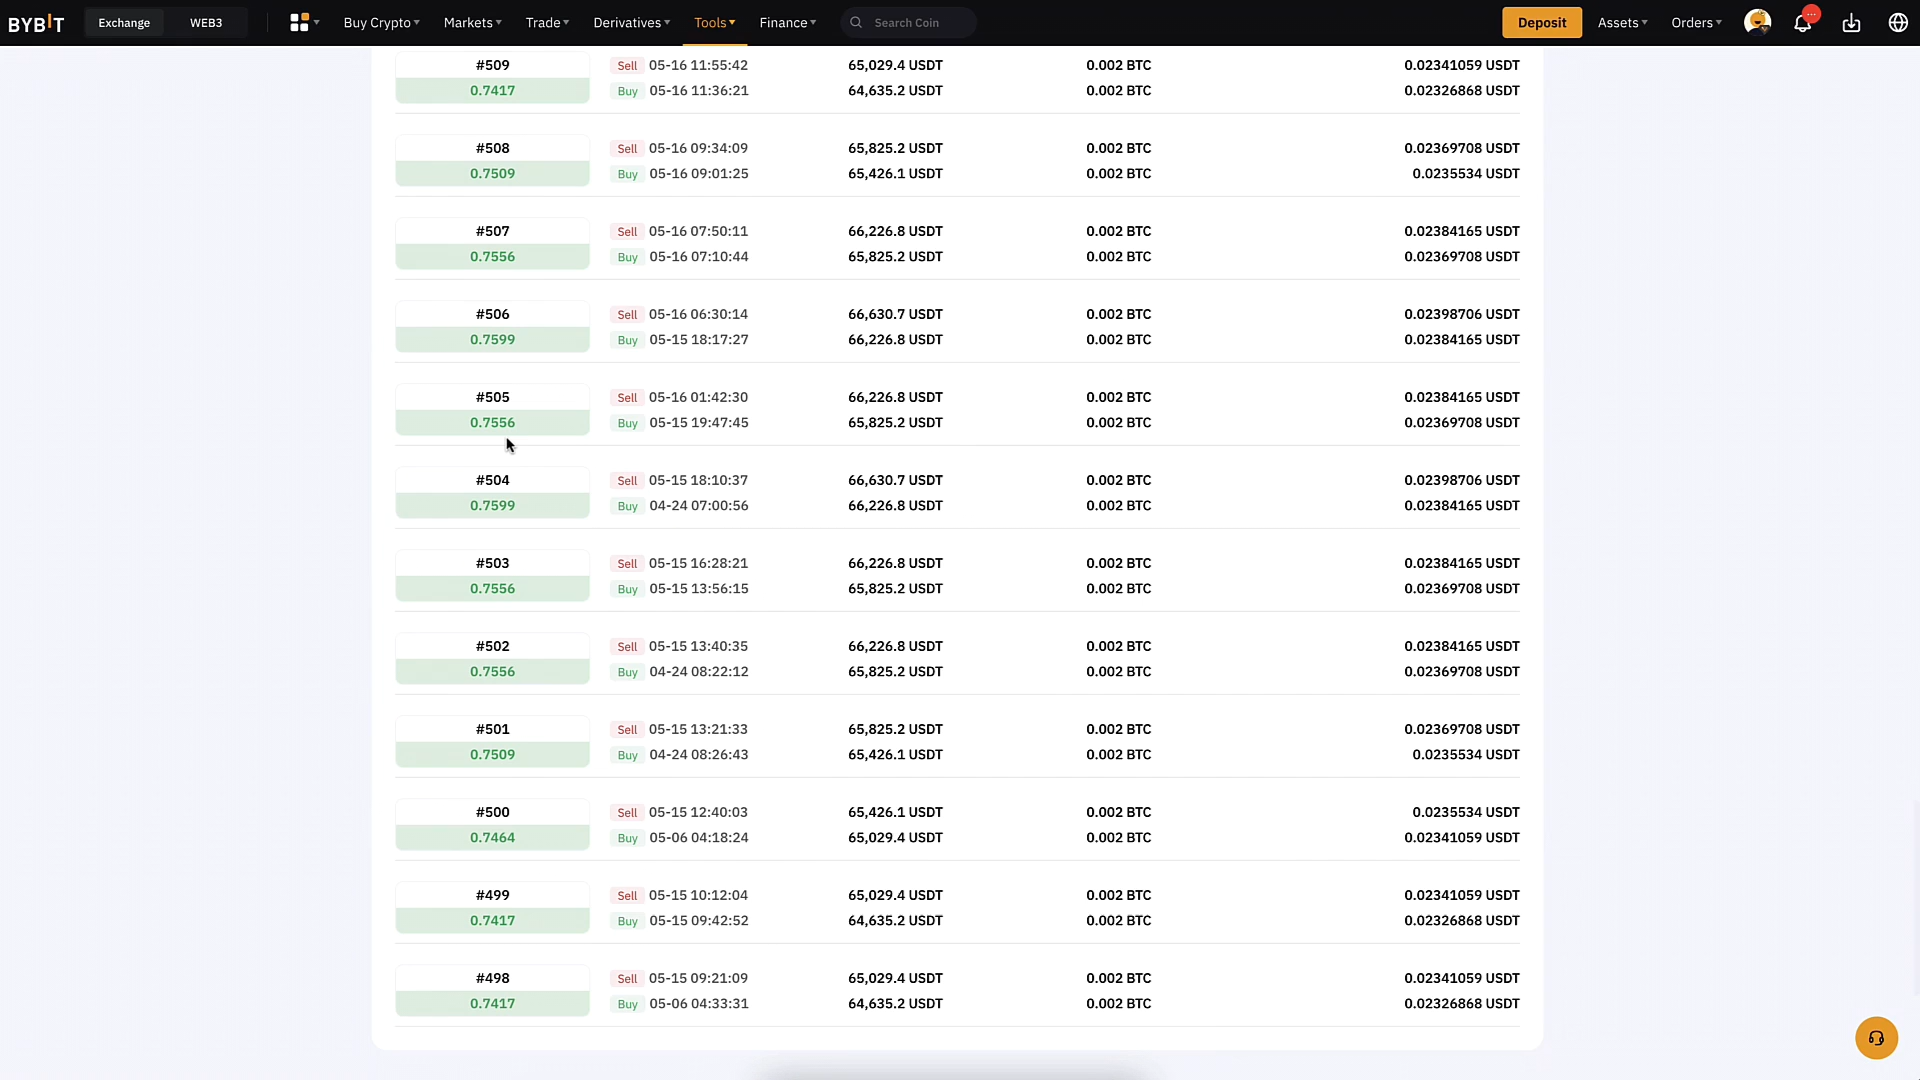 BYBIT Exchange WEB3 Buy Crypto Markets Trade Derivatives Tools Finance Search Coin Deposit Assets Orders
#509 Sell 05-16 11:55:42 65,029.4 USDT 0.002 BTC 0.02341059 USDT
0.7417 Buy 05-16 11:36:21 64,635.2 USDT 0.002 BTC 0.02326868 USDT
#508 Sell 05-16 09:34:09 65,825.2 USDT 0.002 BTC 0.02369708 USDT
0.7509 Buy 05-16 09:01:25 65,426.1 USDT 0.002 BTC 0.0235534 USDT
#507 Sell 05-16 07:50:11 66,226.8 USDT 0.002 BTC 0.02384165 USDT
0.7556 Buy 05-16 07:10:44 65,825.2 USDT 0.002 BTC 0.02369708 USDT
#506 Sell 05-16 06:30:14 66,630.7 USDT 0.002 BTC 0.02398706 USDT
0.7599 Buy 05-15 18:17:27 66,226.8 USDT 0.002 BTC 0.02384165 USDT
#505 Sell 05-16 01:42:30 66,226.8 USDT 0.002 BTC 0.02384165 USDT
0.7556 Buy 05-15 19:47:45 65,825.2 USDT 0.002 BTC 0.02369708 USDT
#504 Sell 05-15 18:10:37 66,630.7 USDT 0.002 BTC 0.02398706 USDT
0.7599 Buy 04-24 07:00:56 66,226.8 USDT 0.002 BTC 0.02384165 USDT
#503 Sell 05-15 16:28:21 66,226.8 USDT 0.002 BTC 0.02384165 USDT
0.7556 Buy 05-15 13:56:15 65,825.2 USDT 0.002 BTC 0.02369708 USDT
#502 Sell 05-15 13:40:35 66,226.8 USDT 0.002 BTC 0.02384165 USDT
0.7556 Buy 04-24 08:22:12 65,825.2 USDT 0.002 BTC 0.02369708 USDT
#501 Sell 05-15 13:21:33 65,825.2 USDT 0.002 BTC 0.02369708 USDT
0.7509 Buy 04-24 08:26:43 65,426.1 USDT 0.002 BTC 0.0235534 USDT
#500 Sell 05-15 12:40:03 65,426.1 USDT 0.002 BTC 0.0235534 USDT
0.7464 Buy 05-06 04:18:24 65,029.4 USDT 0.002 BTC 0.02341059 USDT
#499 Sell 05-15 10:12:04 65,029.4 USDT 0.002 BTC 0.02341059 USDT
0.7417 Buy 05-15 09:42:52 64,635.2 USDT 0.002 BTC 0.02326868 USDT
#498 Sell 05-15 09:21:09 65,029.4 USDT 0.002 BTC 0.02341059 USDT
0.7417 Buy 05-06 04:33:31 64,635.2 USDT 0.002 BTC 0.02326868 USDT